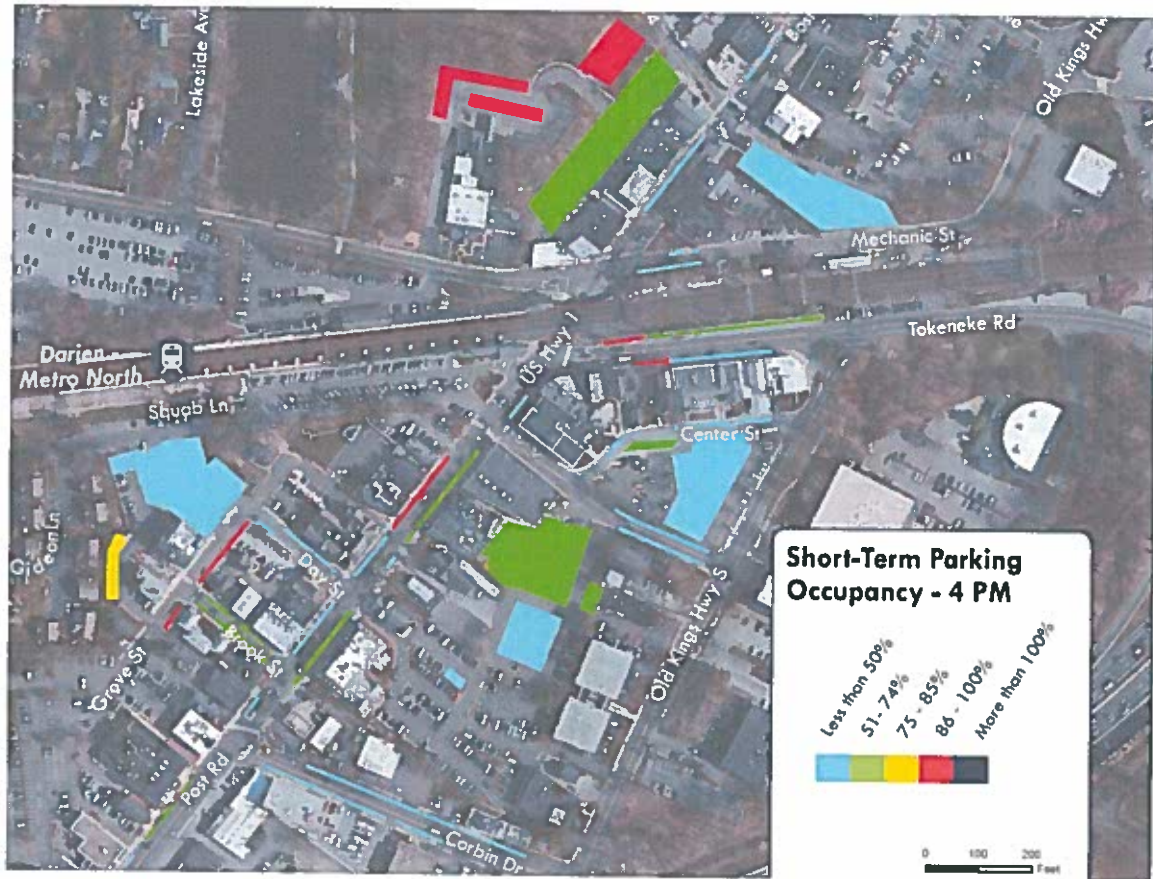 Lakeside Ave
Old Kings Hwy
Mechanic St
Tokeneke Rd
US Hwy 1
Darien
Metro North
Squab Ln
Center St
Gideon Ln
Day St
Brook St
Grove St
Old Kings Hwy S
Post Rd
Corbin Dr
Short-Term Parking
Occupancy - 4 PM
Less than 50%
51 - 74%
75 - 85%
86 - 100%
More than 100%
0 100 200
Feet